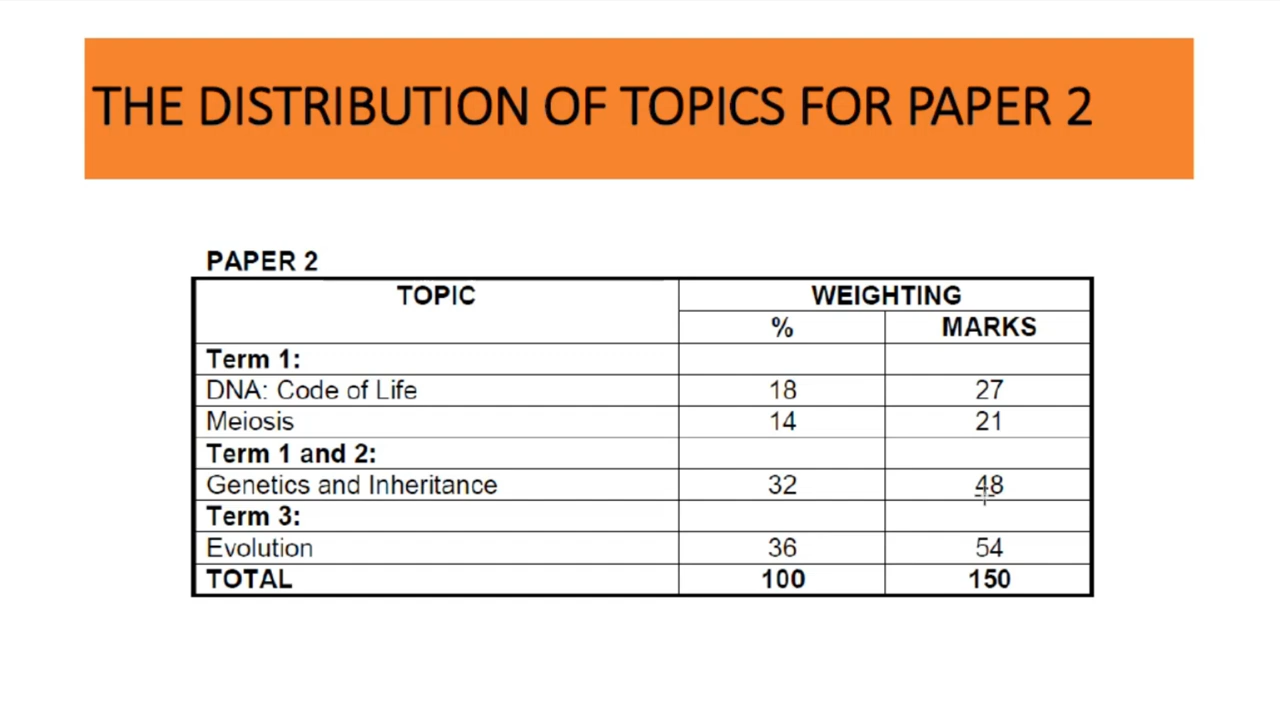 THE DISTRIBUTION OF TOPICS FOR PAPER 2
PAPER 2
TOPIC WEIGHTING
% MARKS
Term 1:
DNA: Code of Life 18 27
Meiosis 14 21
Term 1 and 2:
Genetics and Inheritance 32 48
Term 3:
Evolution 36 54
TOTAL 100 150